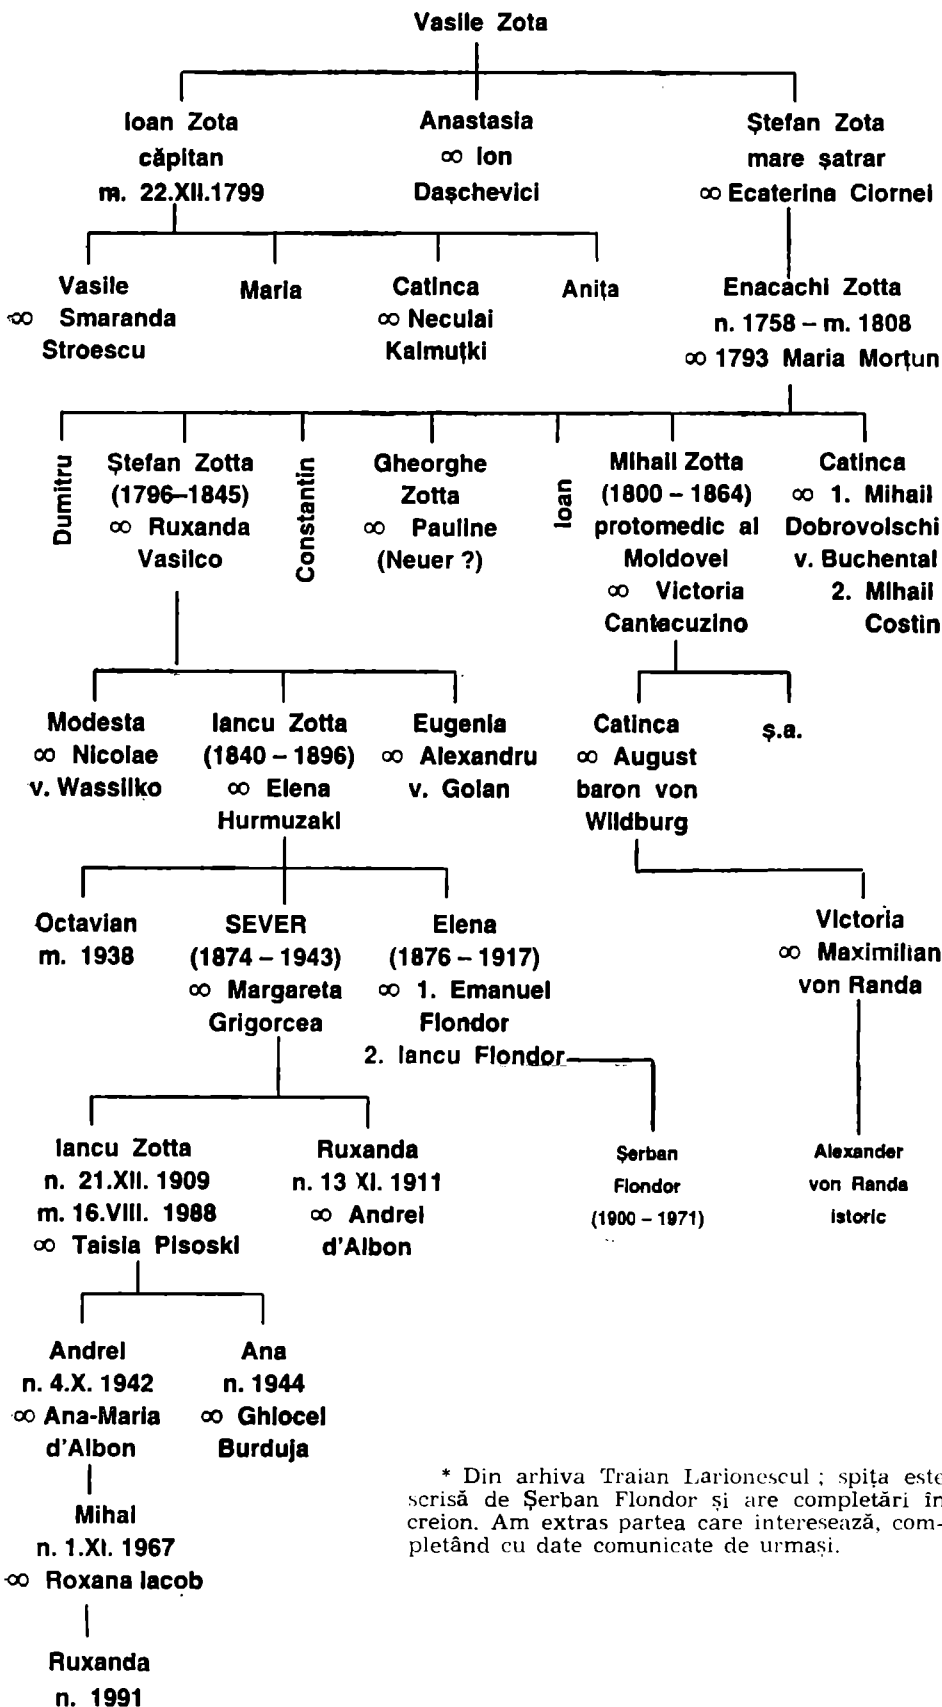 Vasile Zota
Ioan Zota
căpitan
m. 22.XII.1799
Anastasia
∞ Ion
Dașchevici
Ștefan Zota
mare șatrar
∞ Ecaterina Ciornei
Vasile
∞ Smaranda
Stroescu
Maria
Catinca
∞ Neculai
Kalmuțki
Anița
Enacachi Zotta
n. 1758 – m. 1808
∞ 1793 Maria Morțun
Dumitru
Ștefan Zotta
(1796–1845)
∞ Ruxanda
Vasilco
Constantin
Gheorghe
Zotta
∞ Pauline
(Neuer ?)
Ioan
Mihail Zotta
(1800 – 1864)
protomedic al
Moldovei
∞ Victoria
Cantacuzino
Catinca
∞ 1. Mihail
Dobrovolschi
v. Buchental
2. Mihail
Costin
Modesta
∞ Nicolae
v. Wassilko
Iancu Zotta
(1840 – 1896)
∞ Elena
Hurmuzaki
Eugenia
∞ Alexandru
v. Goian
Catinca
∞ August
baron von
Wildburg
ș.a.
Octavian
m. 1938
SEVER
(1874 – 1943)
∞ Margareta
Grigorcea
Elena
(1876 – 1917)
∞ 1. Emanuel
Flondor
2. Iancu Flondor
Victoria
∞ Maximilian
von Randa
Iancu Zotta
n. 21.XII. 1909
m. 16.VIII. 1988
∞ Taisia Pisoski
Ruxanda
n. 13 XI. 1911
∞ Andrei
d'Albon
Șerban
Flondor
(1900 – 1971)
Alexander
von Randa
istoric
Andrei
n. 4.X. 1942
∞ Ana-Maria
d'Albon
Ana
n. 1944
∞ Ghiocel
Burduja
Mihai
n. 1.XI. 1967
∞ Roxana Iacob
Ruxanda
n. 1991
* Din arhiva Traian Larionescul ; spița este
scrisă de Șerban Flondor și are completări în
creion. Am extras partea care interesează, com-
pletând cu date comunicate de urmași.